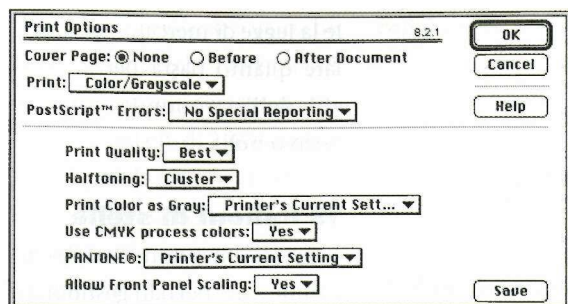 Print Options 8.2.1 OK
Cover Page: None Before After Document Cancel
Print: Color/Grayscale
PostScript™ Errors: No Special Reporting Help
Print Quality: Best
Halftoning: Cluster
Print Color as Gray: Printer's Current Sett...
Use CMYK process colors: Yes
PANTONE®: Printer's Current Setting
Allow Front Panel Scaling: Yes Save